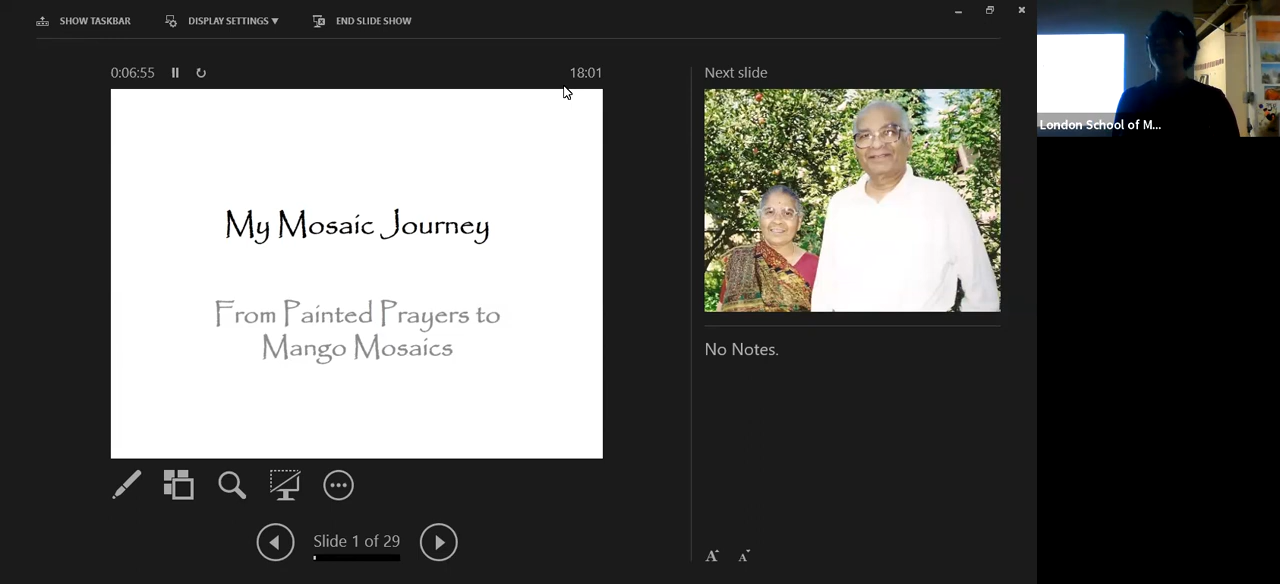 SHOW TASKBAR
DISPLAY SETTINGS ▼
END SLIDE SHOW
0:06:55
18:01
My Mosaic Journey
From Painted Prayers to
Mango Mosaics
Slide 1 of 29
Next slide
No Notes.
A
A
London School of M...